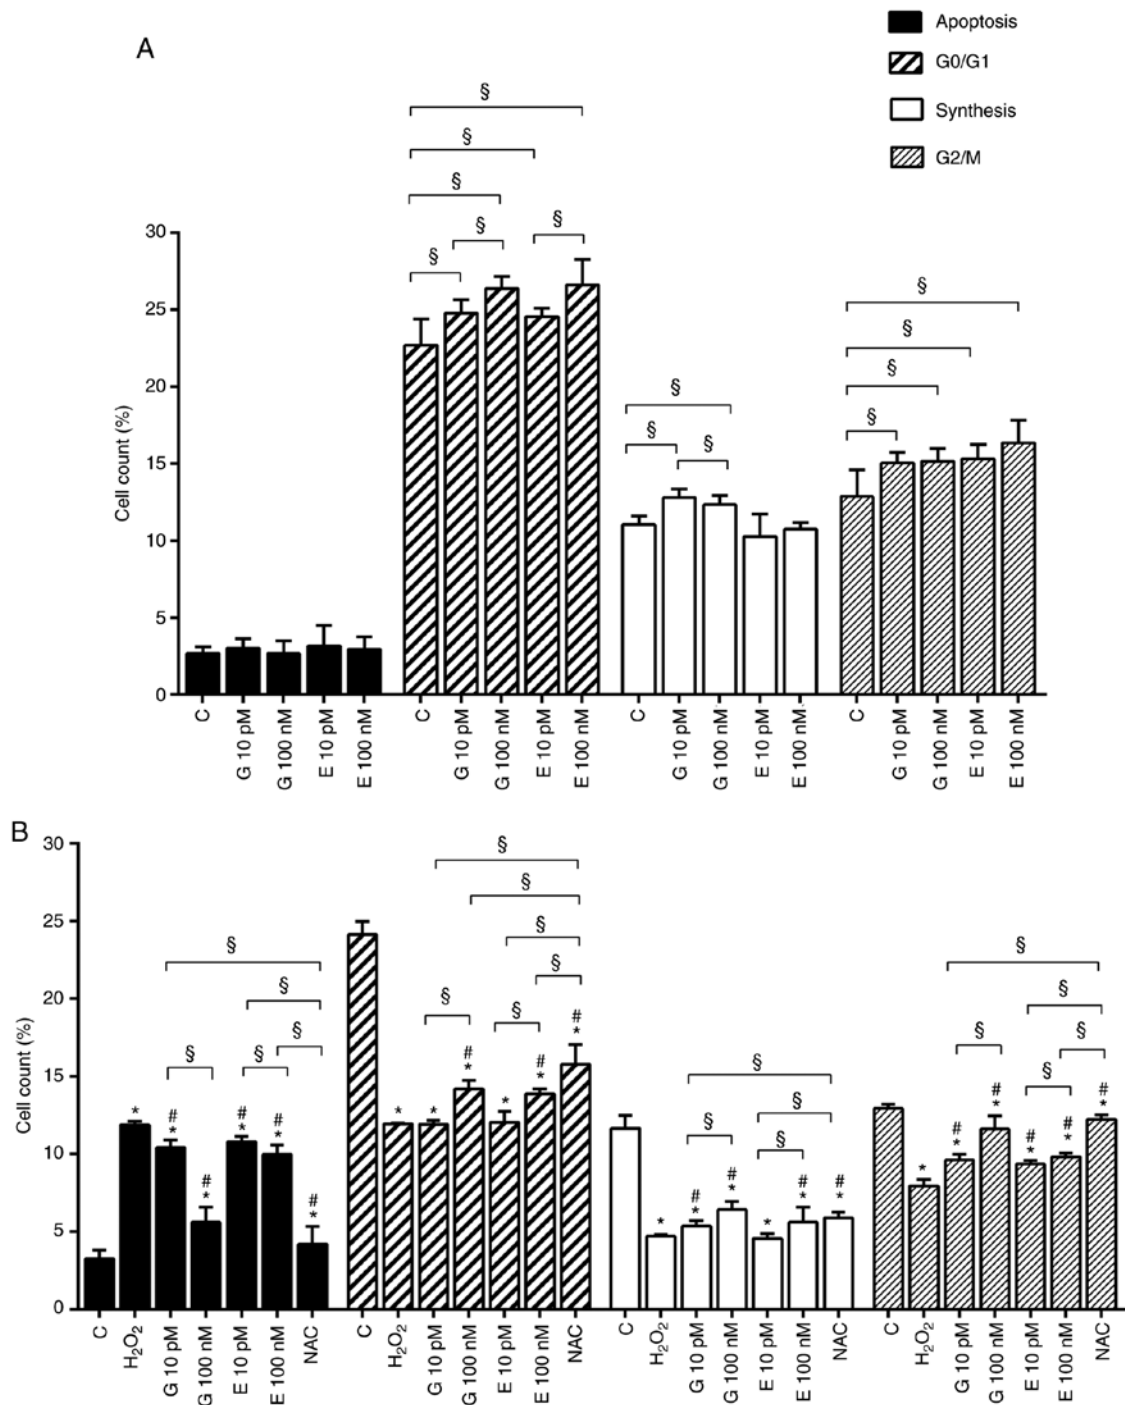 A
Apoptosis
G0/G1
Synthesis
G2/M
§
§
§
§ §
§
§
§
§
§
§
§
§
Cell count (%)
30
25
20
15
10
5
0
C G 10 pM G 100 nM E 10 pM E 100 nM
C G 10 pM G 100 nM E 10 pM E 100 nM
C G 10 pM G 100 nM E 10 pM E 100 nM
C G 10 pM G 100 nM E 10 pM E 100 nM
B
Cell count (%)
30
25
20
15
10
5
0
§
§
§ §
§
* #* #* #* #* #*
§
§
§
§
§ §
* * #* * #* #*
§
§
§ §
* #* #* * #* #*
§
§
§ §
§
* #* #* #* #* #*
C H₂O₂ G 10 pM G 100 nM E 10 pM E 100 nM NAC
C H₂O₂ G 10 pM G 100 nM E 10 pM E 100 nM NAC
C H₂O₂ G 10 pM G 100 nM E 10 pM E 100 nM NAC
C H₂O₂ G 10 pM G 100 nM E 10 pM E 100 nM NAC